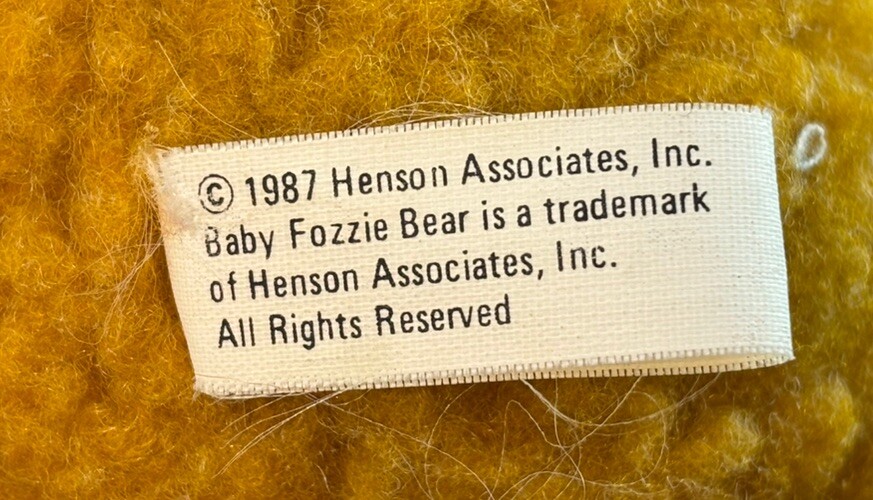 © 1987 Henson Associates, Inc.
Baby Fozzie Bear is a trademark
of Henson Associates, Inc.
All Rights Reserved